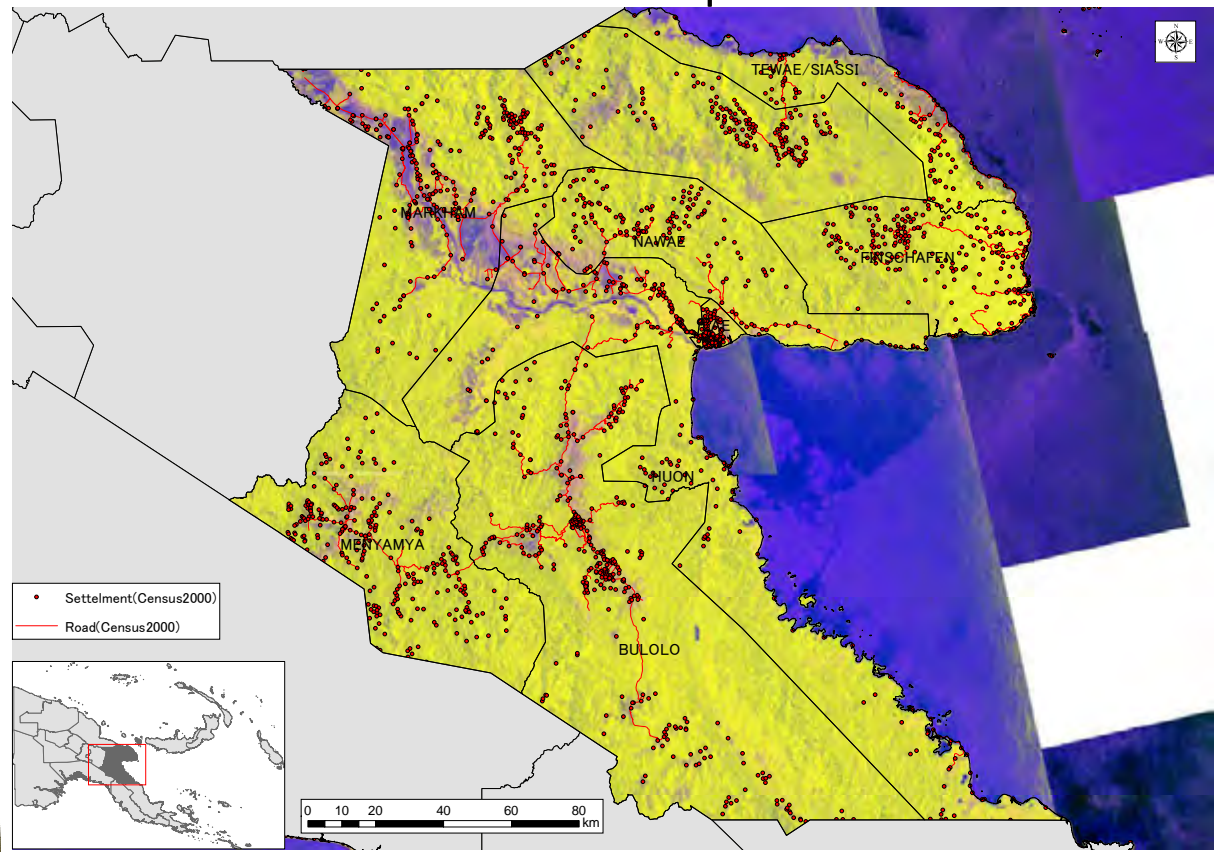 N
W E
S
TEWAE/SIASSI
MARKHAM
NAWAE
FINSCHAFEN
LAE
HUON
MENYAMYA
BULOLO
Settelment(Census2000)
Road(Census2000)
0 10 20 40 60 80
km